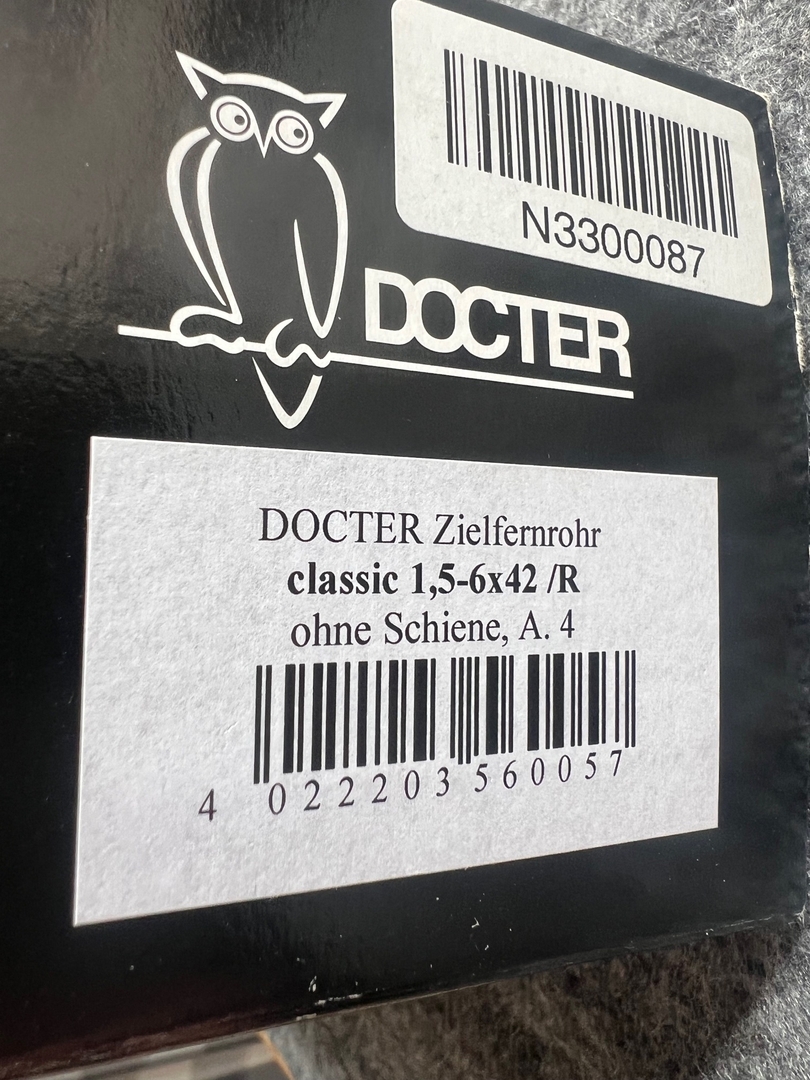 N3300087
DOCTER
DOCTER Zielfernrohr
classic 1,5-6x42 /R
ohne Schiene, A. 4
4 022203 560057